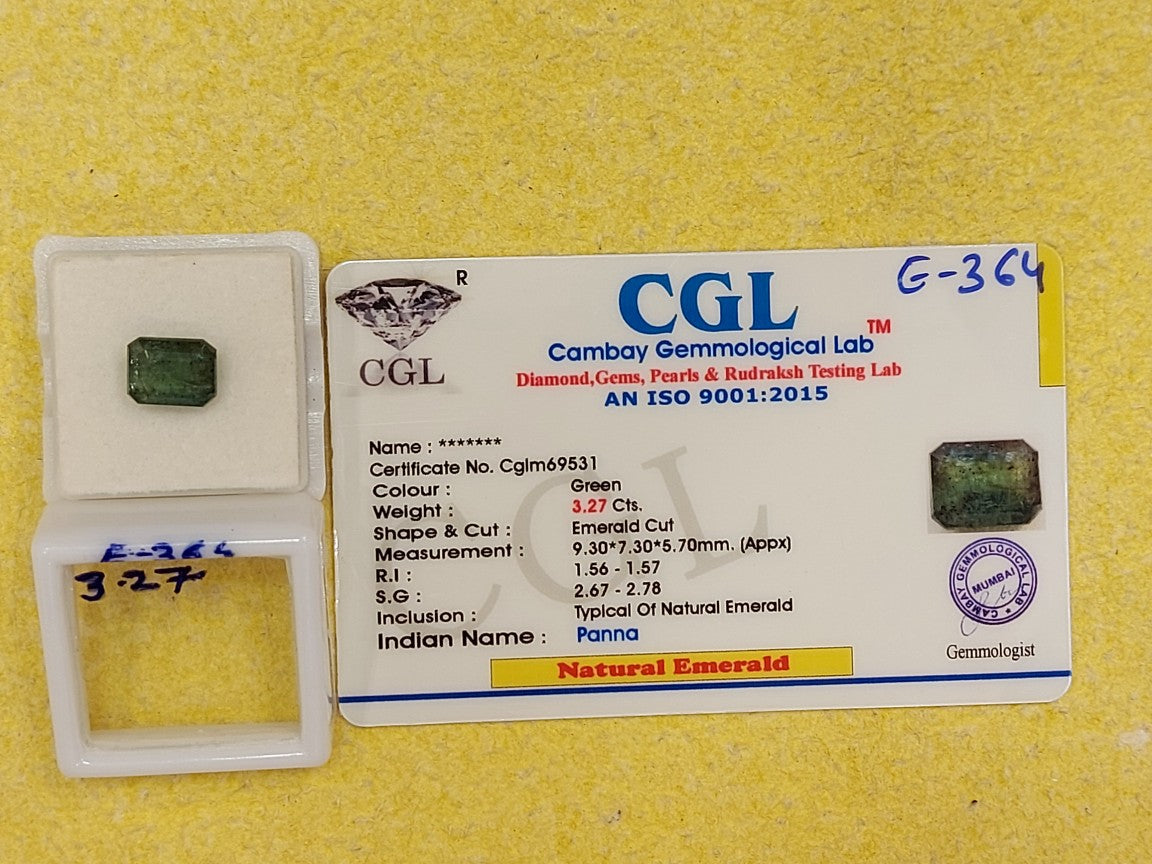 E-364
3.27
R
CGL
CGL
TM
Cambay Gemmological Lab
Diamond,Gems, Pearls & Rudraksh Testing Lab
AN ISO 9001:2015
E-364
Name : *******
Certificate No. Cglm69531
Colour : Green
Weight : 3.27 Cts.
Shape & Cut : Emerald Cut
Measurement : 9.30*7.30*5.70mm. (Appx)
R.I : 1.56 - 1.57
S.G : 2.67 - 2.78
Inclusion : Typical Of Natural Emerald
Indian Name : Panna
Natural Emerald
CAMBAY GEMMOLOGICAL LAB
MUMBAI
Gemmologist
CGL